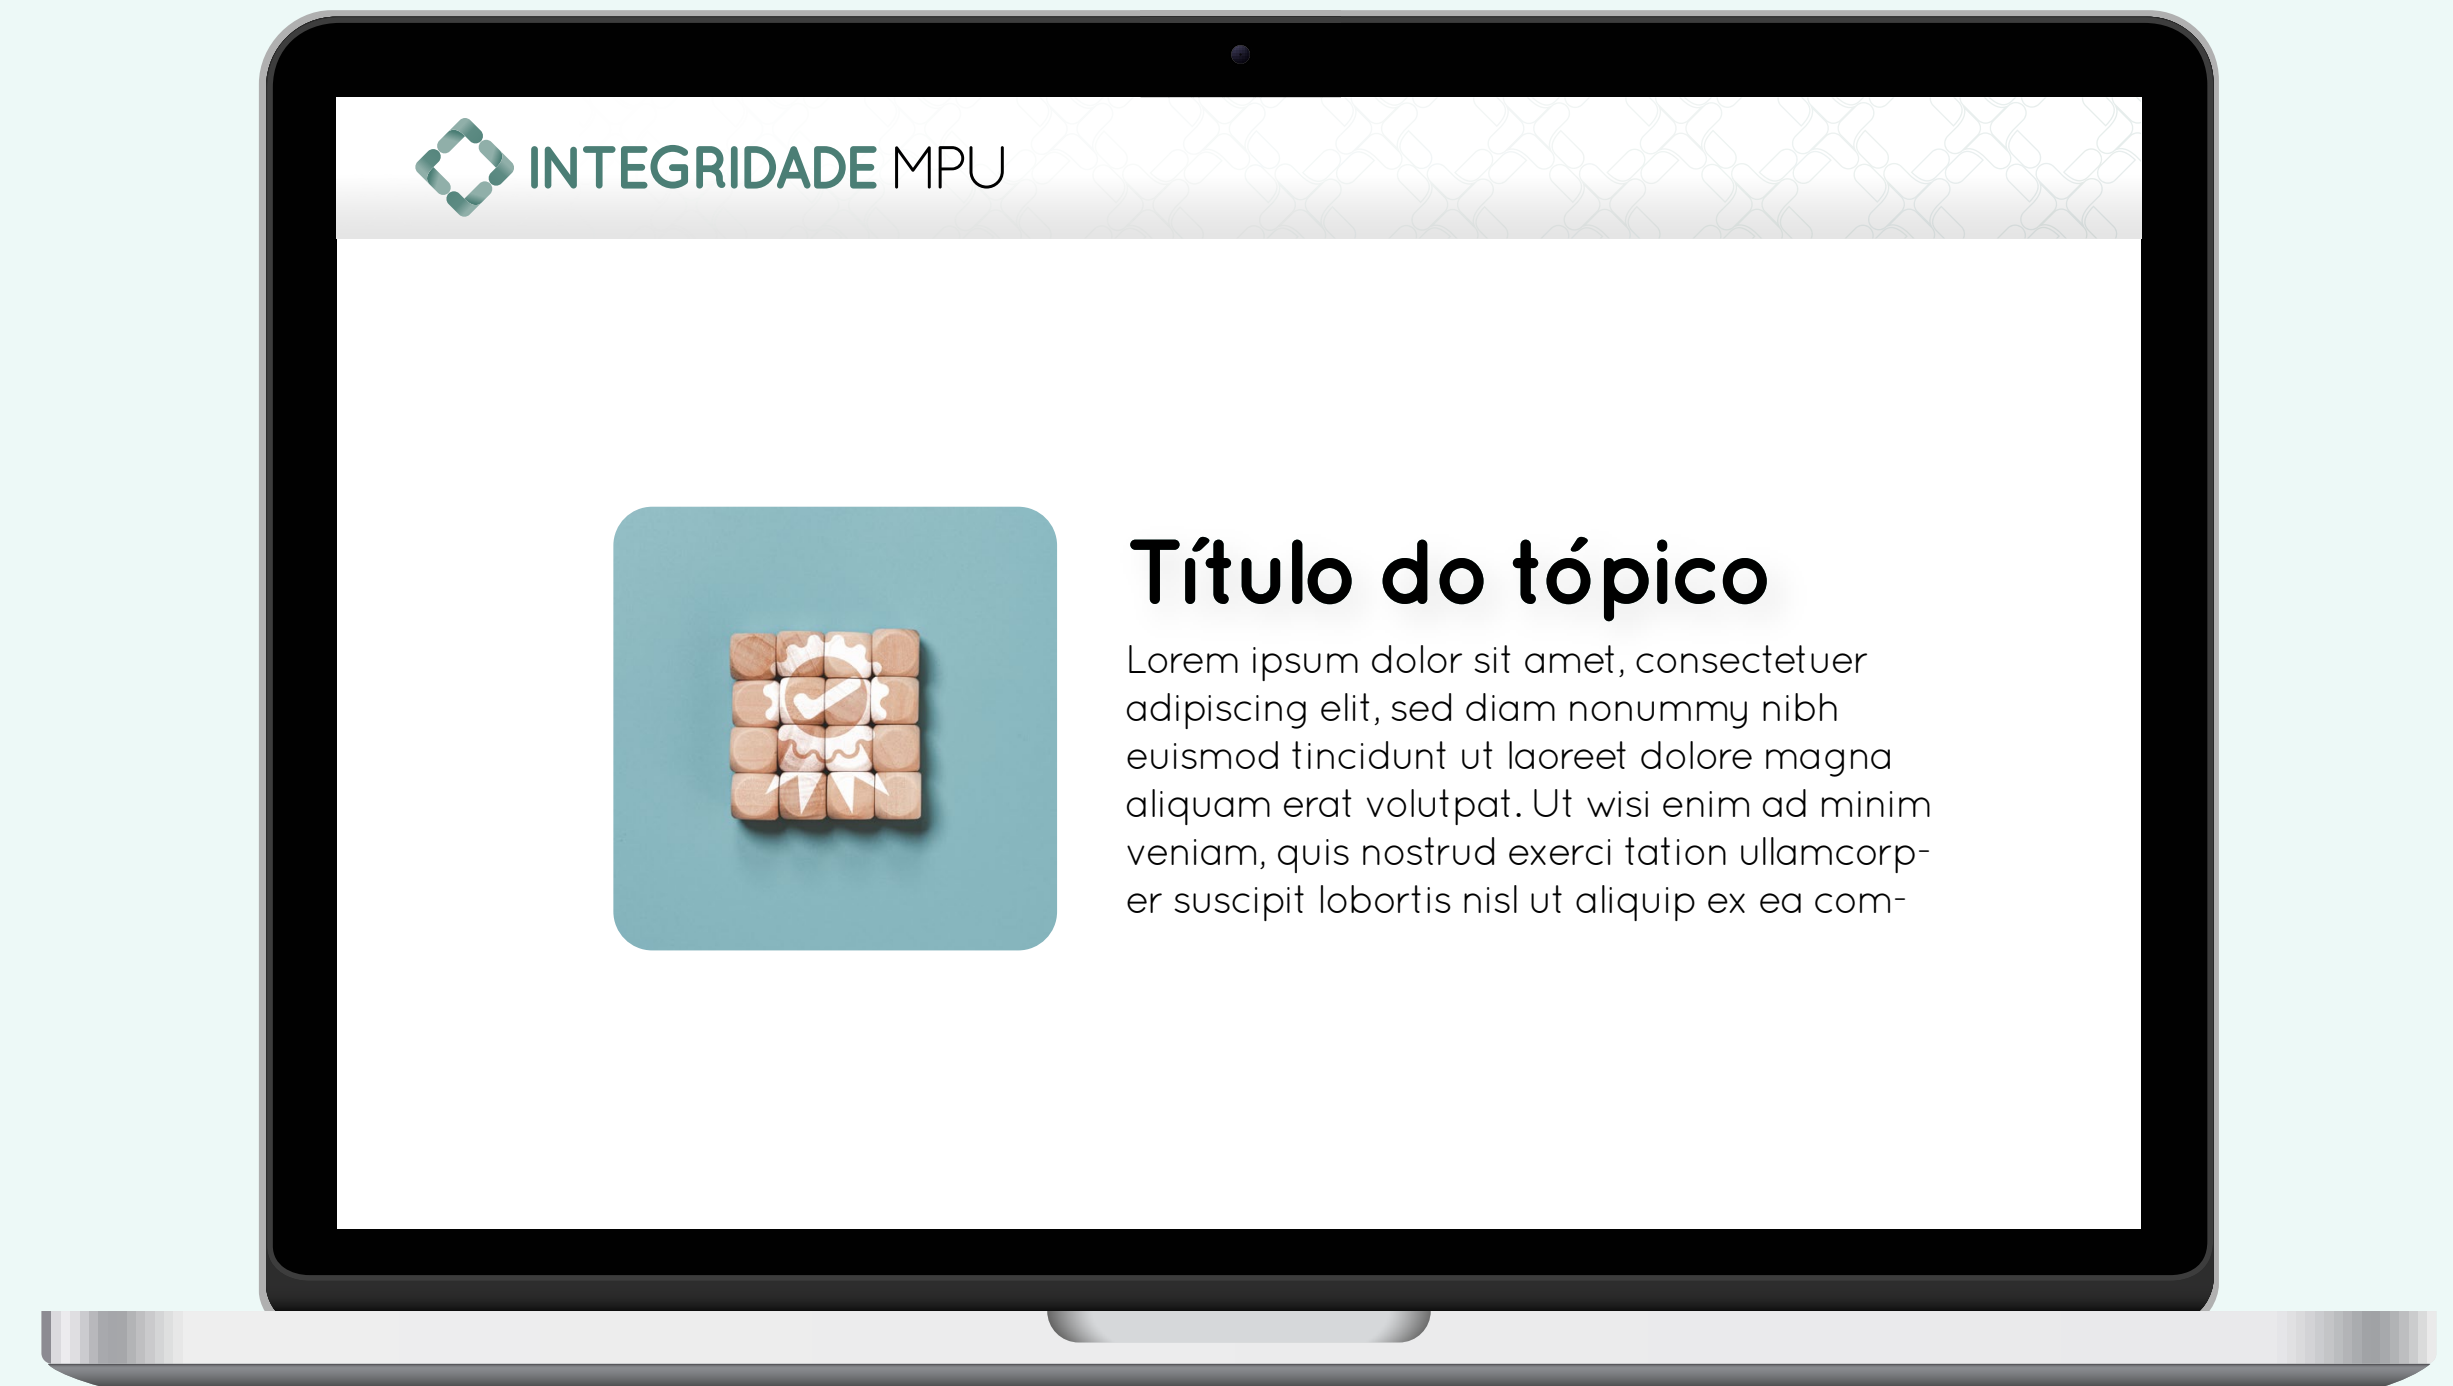 INTEGRIDADE MPU
Título do tópico
Lorem ipsum dolor sit amet, consectetuer
adipiscing elit, sed diam nonummy nibh
euismod tincidunt ut laoreet dolore magna
aliquam erat volutpat. Ut wisi enim ad minim
veniam, quis nostrud exerci tation ullamcorp-
er suscipit lobortis nisl ut aliquip ex ea com-